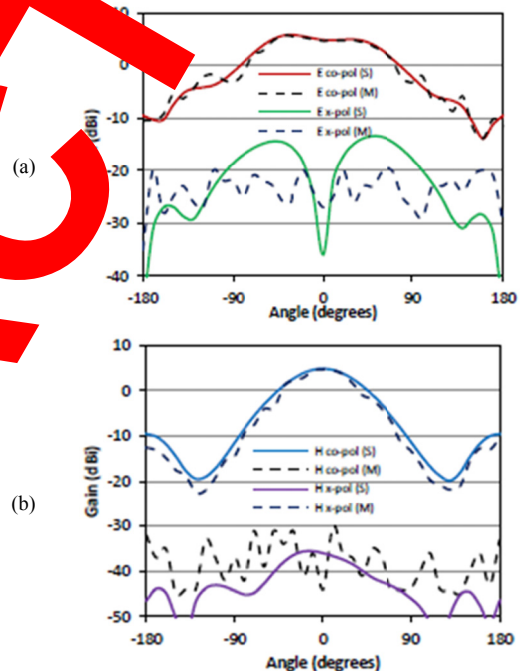 10
0
-10
-20
-30
-40
(dBi)
E co-pol (S)
E co-pol (M)
E x-pol (S)
E x-pol (M)
-180 -90 0 90 180
Angle (degrees)
(a)
10
0
-10
-20
-30
-40
-50
Gain (dBi)
H co-pol (S)
H co-pol (M)
H x-pol (S)
H x-pol (M)
-180 -90 0 90 180
Angle (degrees)
(b)